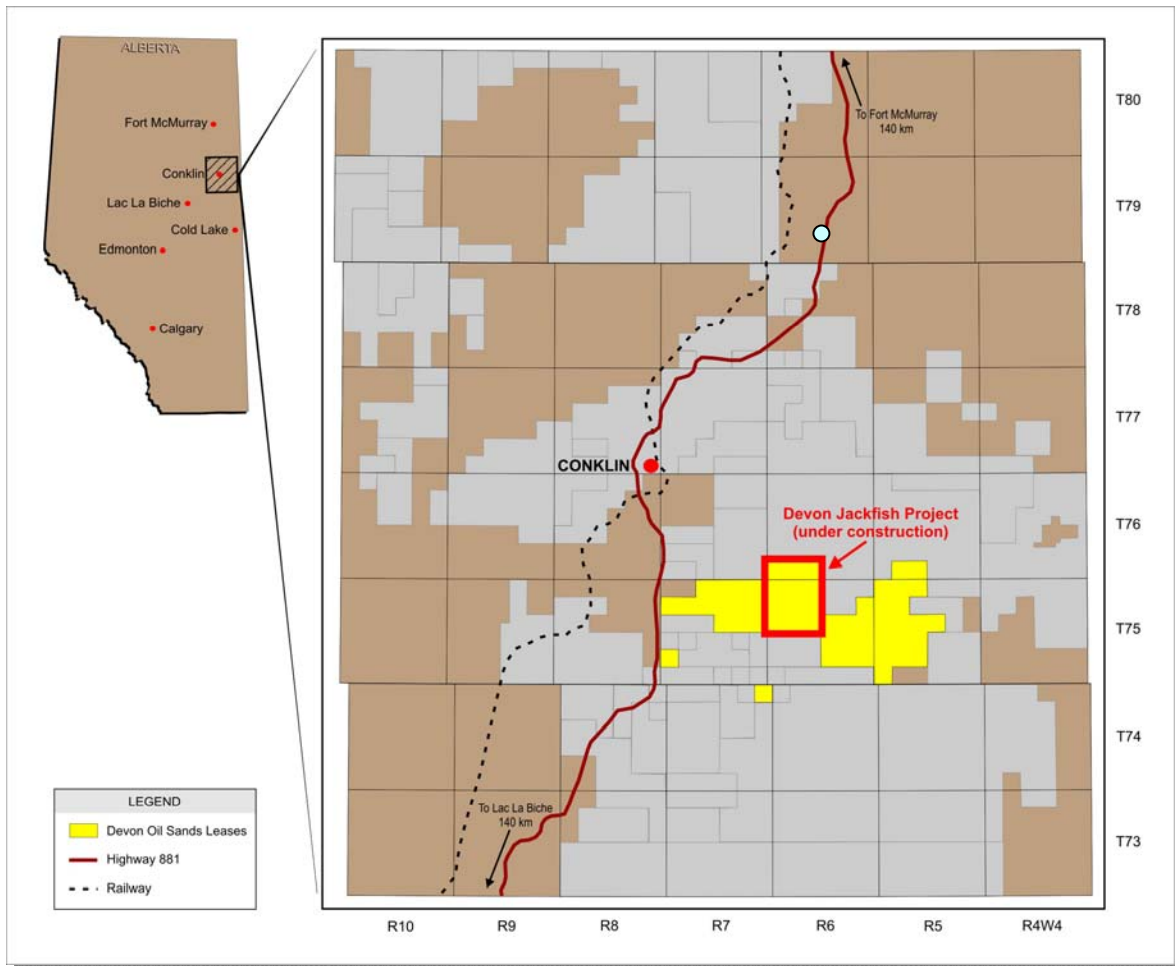 ALBERTA
Fort McMurray
Conklin
Lac La Biche
Cold Lake
Edmonton
Calgary
To Fort McMurray
140 km
CONKLIN
Devon Jackfish Project
(under construction)
To Lac La Biche
140 km
T80
T79
T78
T77
T76
T75
T74
T73
R10
R9
R8
R7
R6
R5
R4W4
LEGEND
Devon Oil Sands Leases
Highway 881
Railway